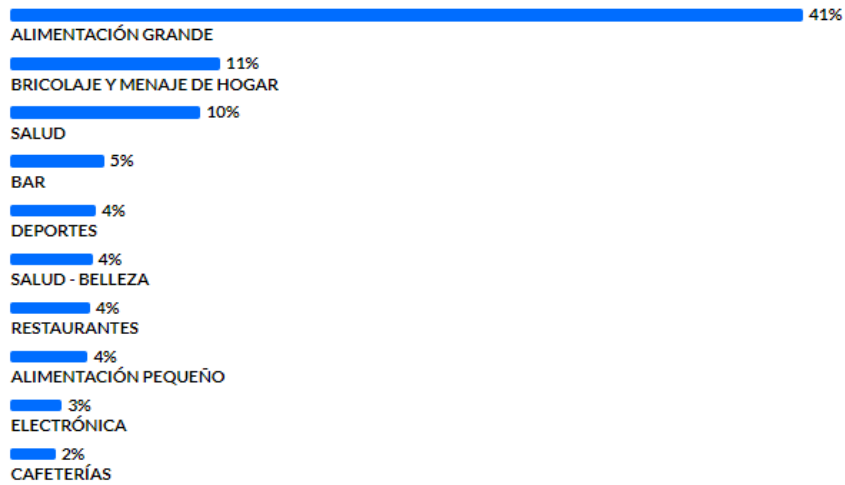 41%
ALIMENTACIÓN GRANDE
11%
BRICOLAJE Y MENAJE DE HOGAR
10%
SALUD
5%
BAR
4%
DEPORTES
4%
SALUD - BELLEZA
4%
RESTAURANTES
4%
ALIMENTACIÓN PEQUEÑO
3%
ELECTRÓNICA
2%
CAFETERÍAS